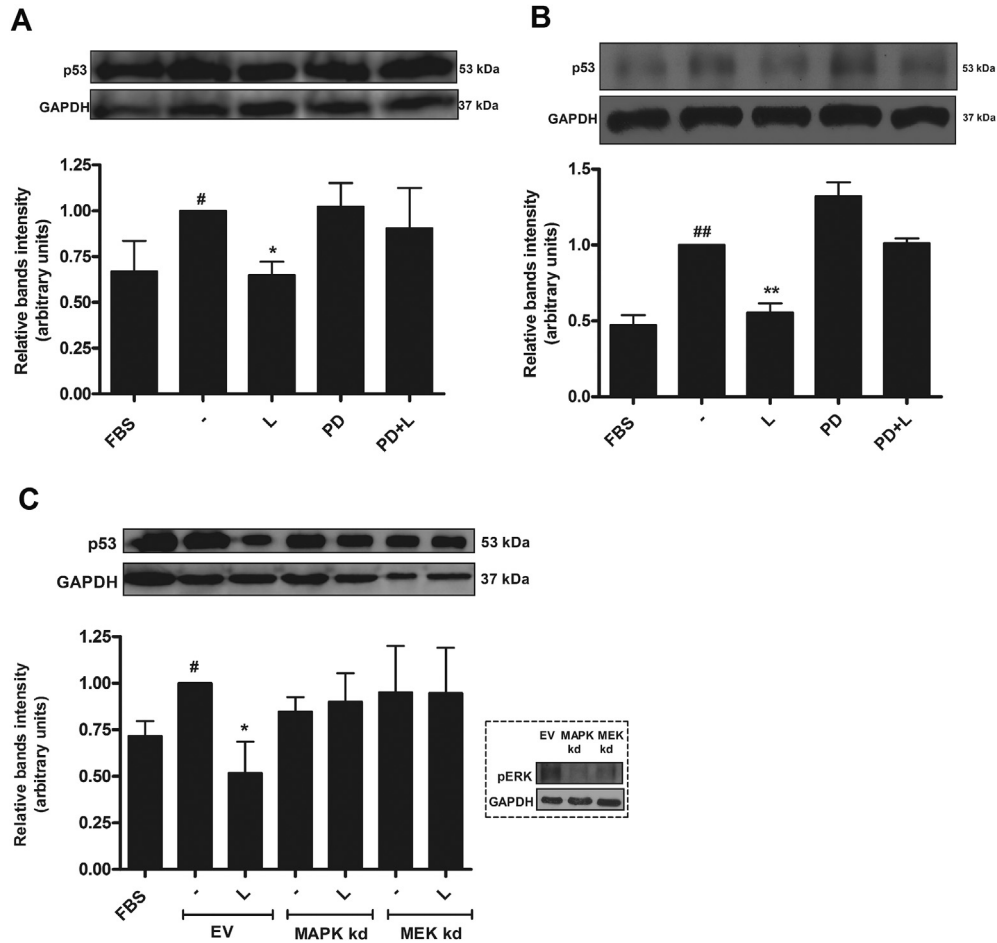 A
p53
53 kDa
GAPDH
37 kDa
Relative bands intensity
(arbitrary units)
1.25
1.00
0.75
0.50
0.25
0.00
#
*
FBS
-
L
PD
PD+L
B
p53
53 kDa
GAPDH
37 kDa
Relative bands intensity
(arbitrary units)
1.5
1.0
0.5
0.0
##
**
FBS
-
L
PD
PD+L
C
p53
53 kDa
GAPDH
37 kDa
Relative bands intensity
(arbitrary units)
1.25
1.00
0.75
0.50
0.25
0.00
#
*
FBS
-
L
-
L
-
L
EV
MAPK kd
MEK kd
EV MAPK MEK
kd kd
pERK
GAPDH